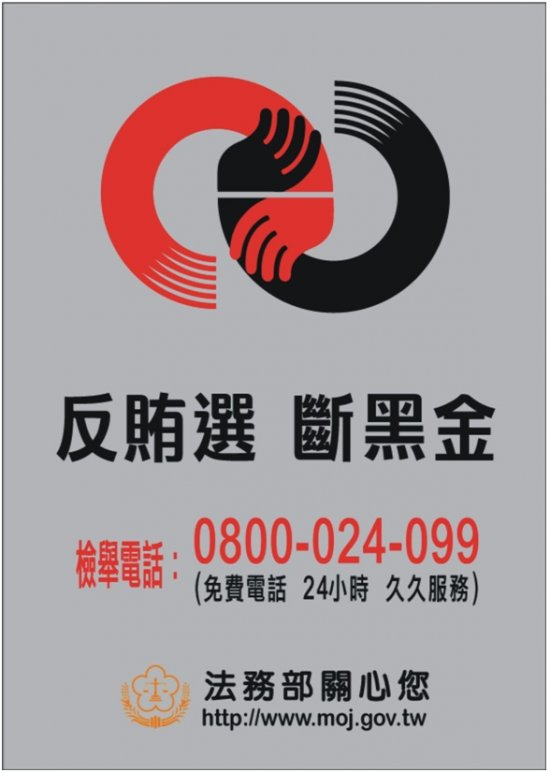 反賄選 斷黑金
檢舉電話：0800-024-099
(免費電話 24小時 久久服務)
法務部關心您
http://www.moj.gov.tw